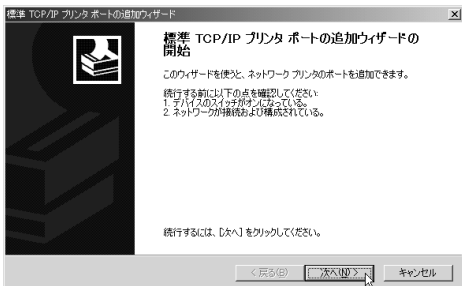 標準 TCP/IP プリンタ ポートの追加ウィザード
標準 TCP/IP プリンタ ポートの追加ウィザードの
開始
このウィザードを使うと、ネットワーク プリンタのポートを追加できます。
続行する前に以下の点を確認してください:
1. デバイスのスイッチがオンになっている。
2. ネットワークが接続および構成されている。
続行するには、[次へ] をクリックしてください。
< 戻る(B)
次へ(N) >
キャンセル